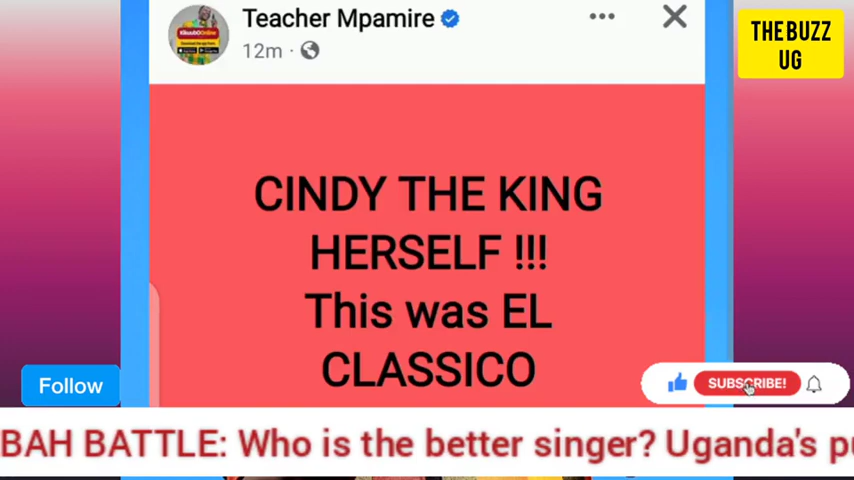 Teacher Mpamire
12m
THE BUZZ
UG
CINDY THE KING
HERSELF !!!
This was EL
CLASSICO
Follow
SUBSCRIBE!
BAH BATTLE: Who is the better singer? Uganda's